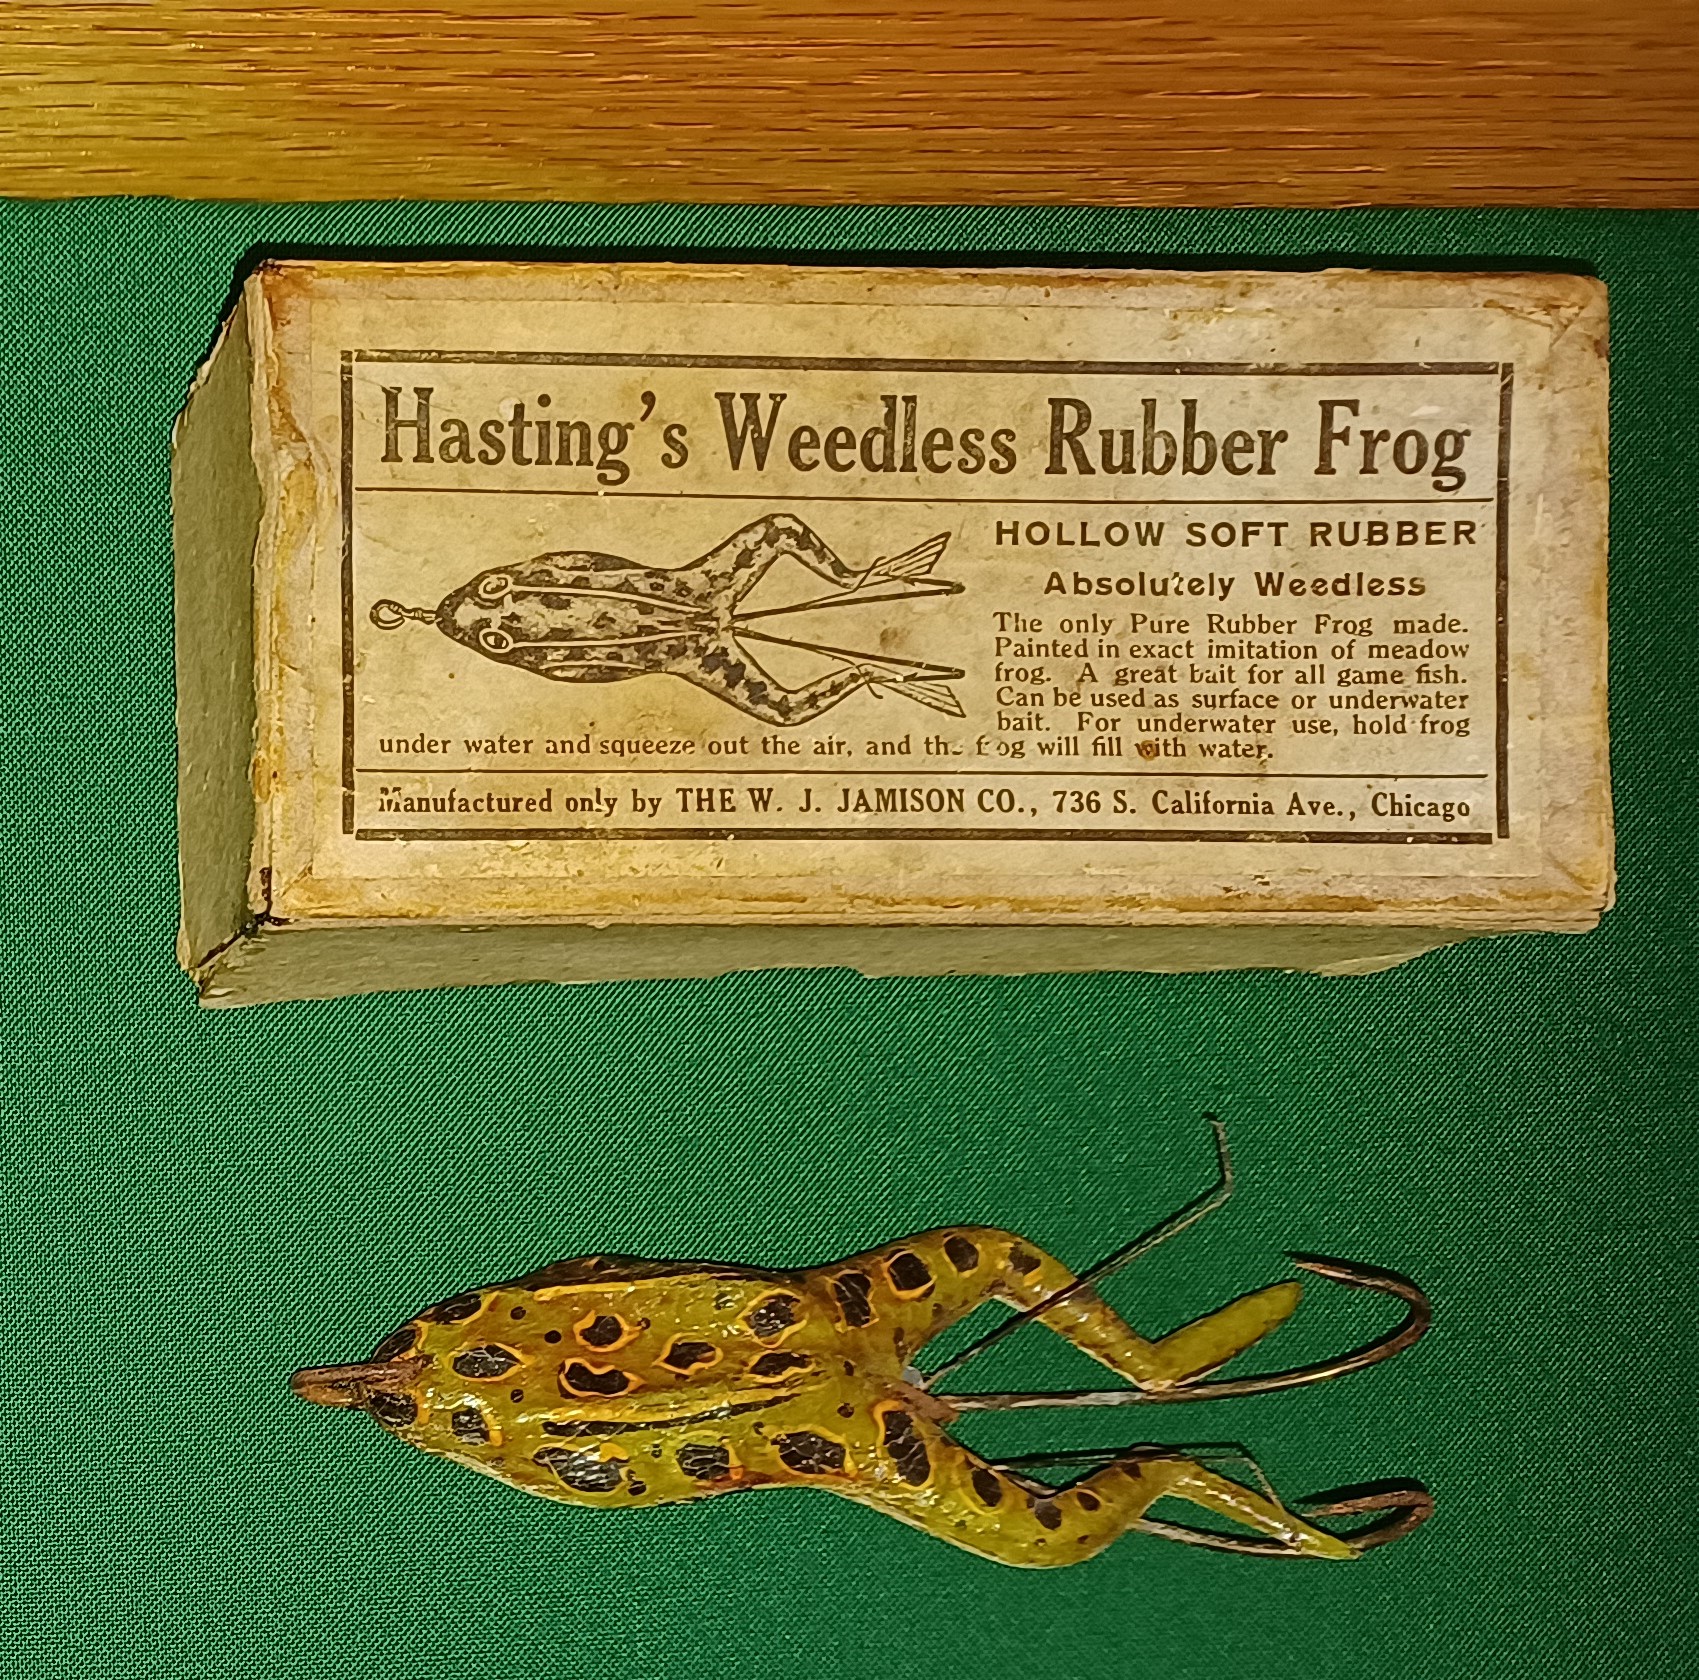 Hasting's Weedless Rubber Frog
HOLLOW SOFT RUBBER
Absolutely Weedless
The only Pure Rubber Frog made.
Painted in exact imitation of meadow
frog. A great bait for all game fish.
Can be used as surface or underwater
bait. For underwater use, hold frog
under water and squeeze out the air, and the frog will fill with water.
Manufactured only by THE W. J. JAMISON CO., 736 S. California Ave., Chicago